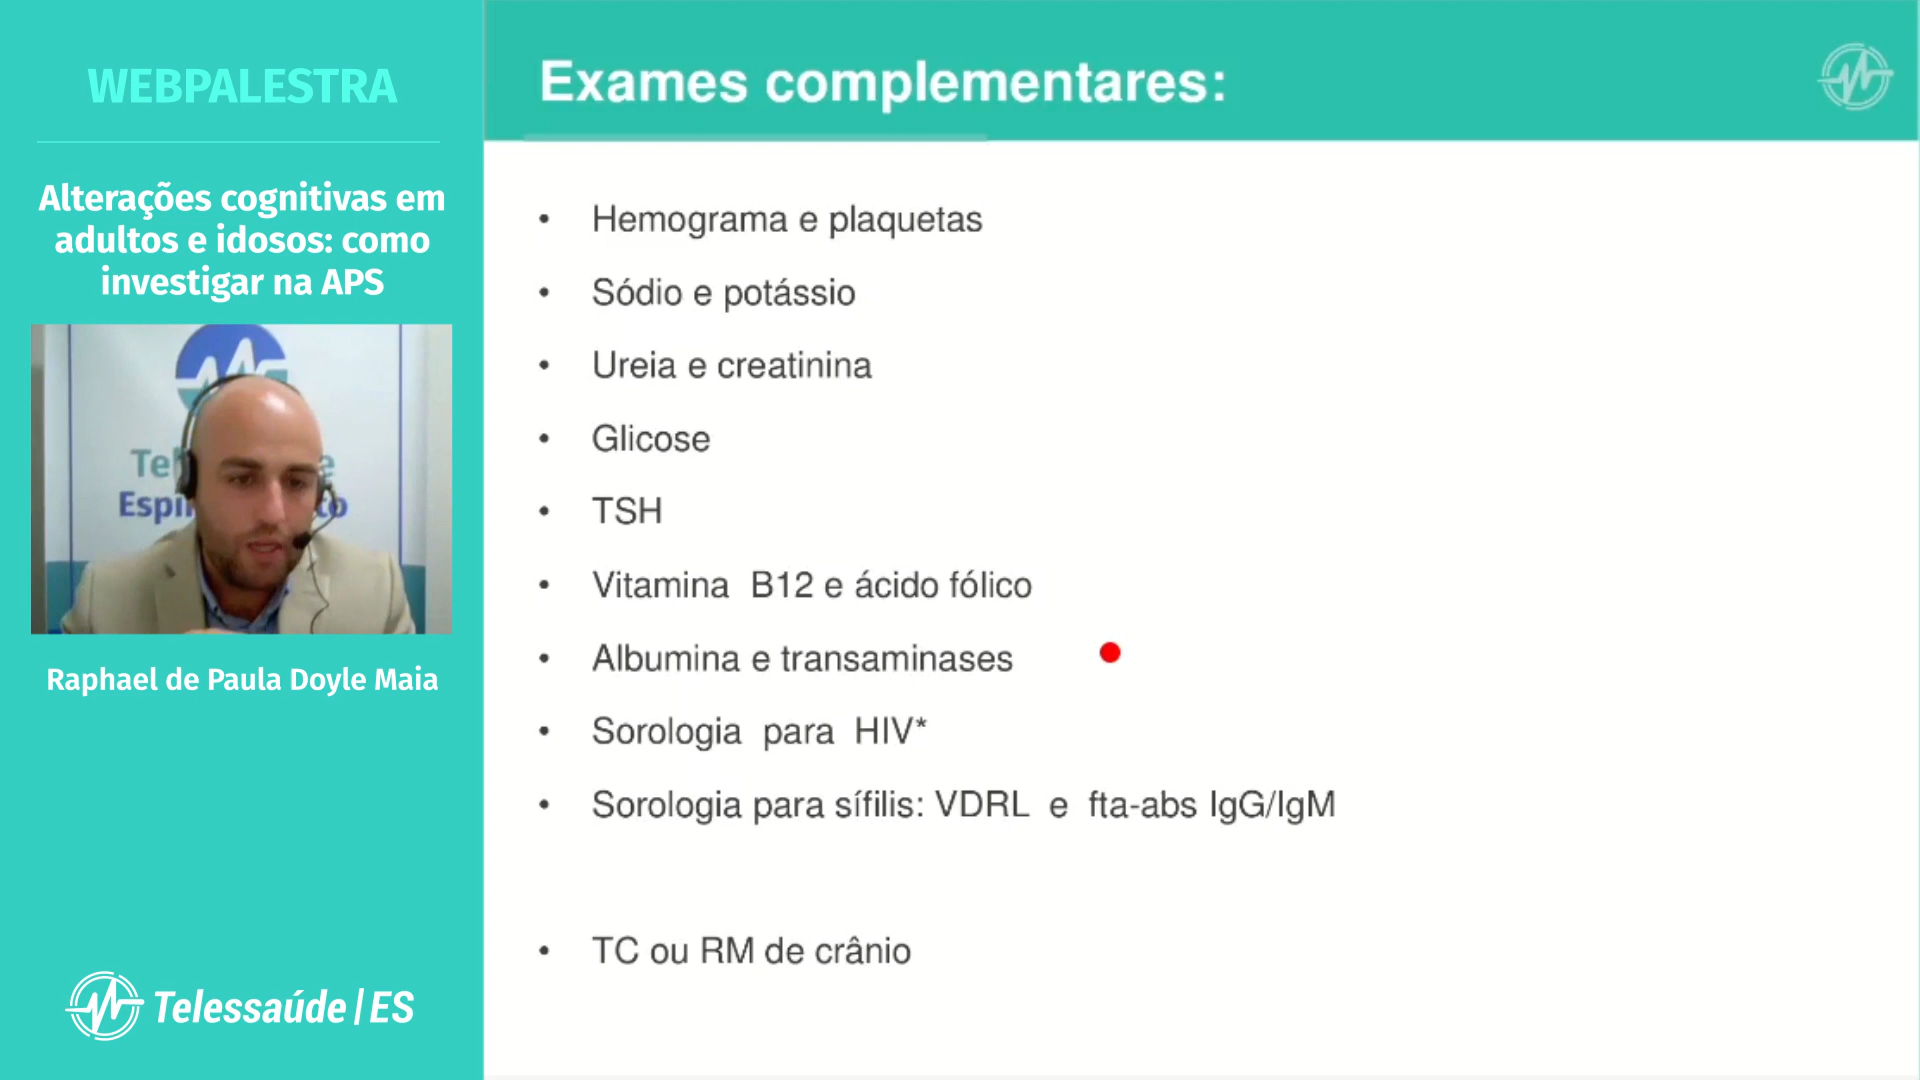 WEBPALESTRA
Alterações cognitivas em
adultos e idosos: como
investigar na APS
Raphael de Paula Doyle Maia
Telessaúde|ES
Exames complementares:
• Hemograma e plaquetas
• Sódio e potássio
• Ureia e creatinina
• Glicose
• TSH
• Vitamina B12 e ácido fólico
• Albumina e transaminases
• Sorologia para HIV*
• Sorologia para sífilis: VDRL e fta-abs IgG/IgM
• TC ou RM de crânio